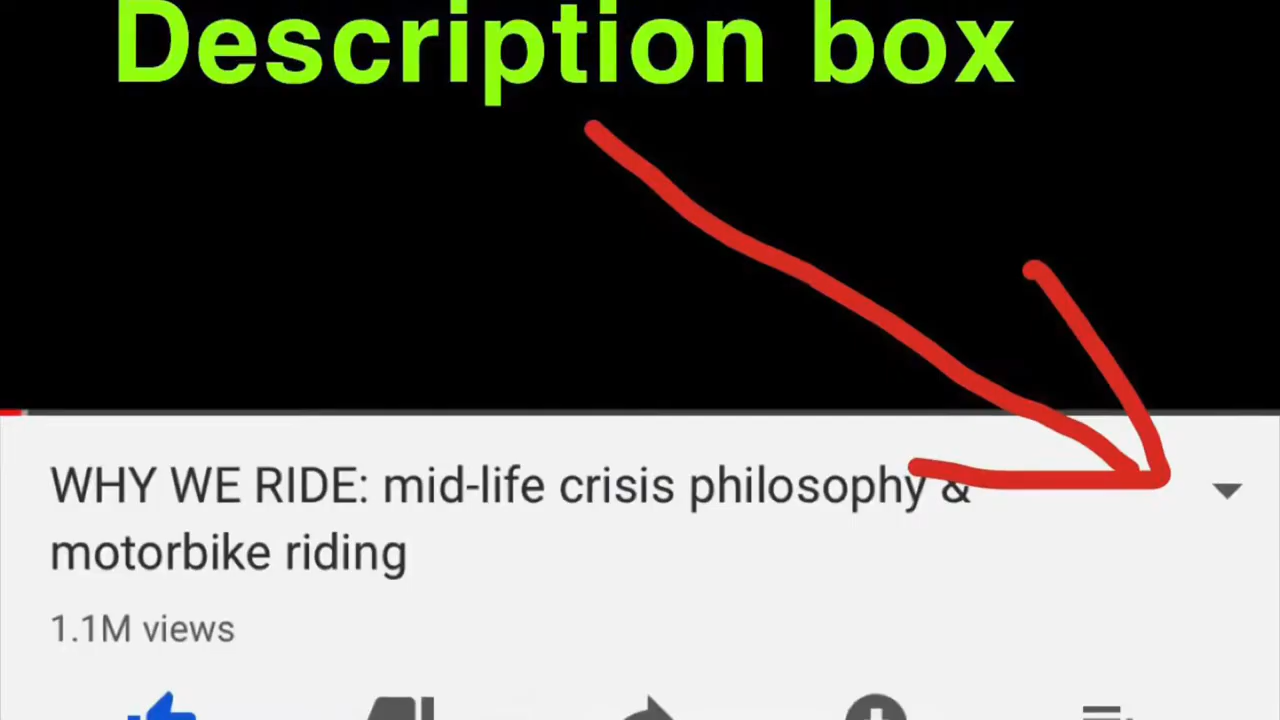 Description box
WHY WE RIDE: mid-life crisis philosophy &
motorbike riding
1.1M views